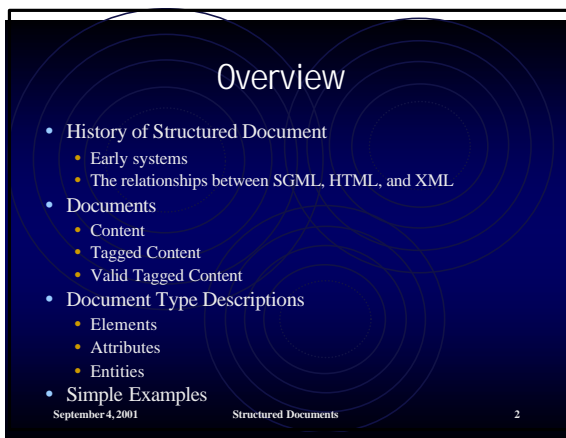 Overview
• History of Structured Document
• Early systems
• The relationships between SGML, HTML, and XML
• Documents
• Content
• Tagged Content
• Valid Tagged Content
• Document Type Descriptions
• Elements
• Attributes
• Entities
• Simple Examples
September 4, 2001 Structured Documents 2